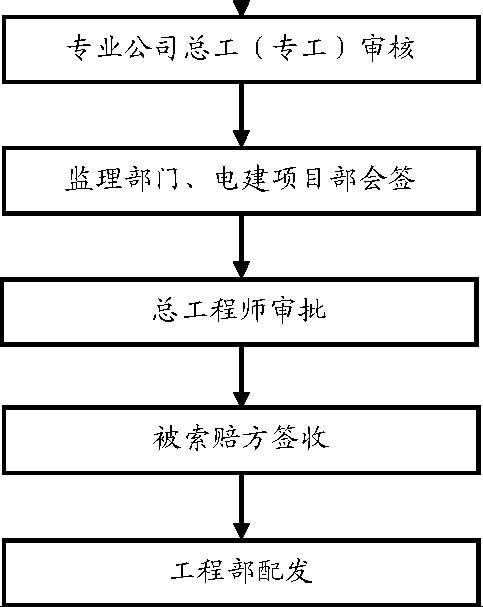 专业公司总工（专工）审核
监理部门、电建项目部会签
总工程师审批
被索赔方签收
工程部配发